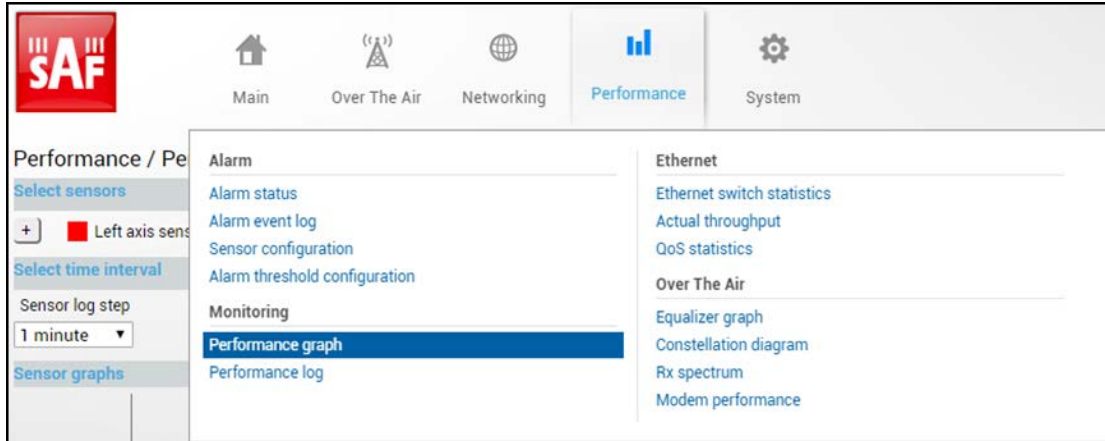 SAF
Main
Over The Air
Networking
Performance
System
Performance / Pe
Select sensors
+
Left axis sens
Select time interval
Sensor log step
1 minute
Sensor graphs
Alarm
Alarm status
Alarm event log
Sensor configuration
Alarm threshold configuration
Monitoring
Performance graph
Performance log
Ethernet
Ethernet switch statistics
Actual throughput
QoS statistics
Over The Air
Equalizer graph
Constellation diagram
Rx spectrum
Modem performance